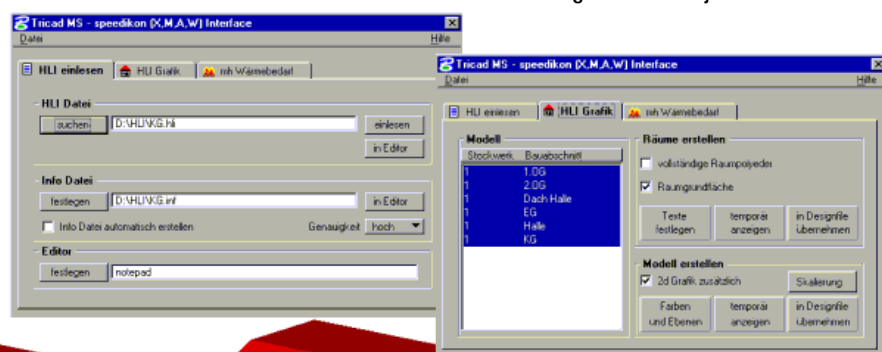 Tricad MS - speedikon (X,M,A,W) Interface
Datei Hilfe
HLI einlesen HLI Grafik mh Wärmebedarf
HLI Datei
suchen D:\HLI\KG.hli einlesen
in Editor
Info Datei
festlegen D:\HLI\KG.inf in Editor
Info Datei automatisch erstellen Genauigkeit hoch
Editor
festlegen notepad
Tricad MS - speedikon (X,M,A,W) Interface
Datei Hilfe
HLI einlesen HLI Grafik mh Wärmebedarf
Modell
Stockwerk Bauabschnitt
1 1.OG
1 2.OG
1 Dach Halle
1 EG
1 Halle
1 KG
Räume erstellen
vollständige Raumpolyeder
Raumgrundfläche
Texte festlegen
temporär anzeigen
in Designfile übernehmen
Modell erstellen
2d Grafik zusätzlich Skalierung
Farben und Ebenen
temporär anzeigen
in Designfile übernehmen